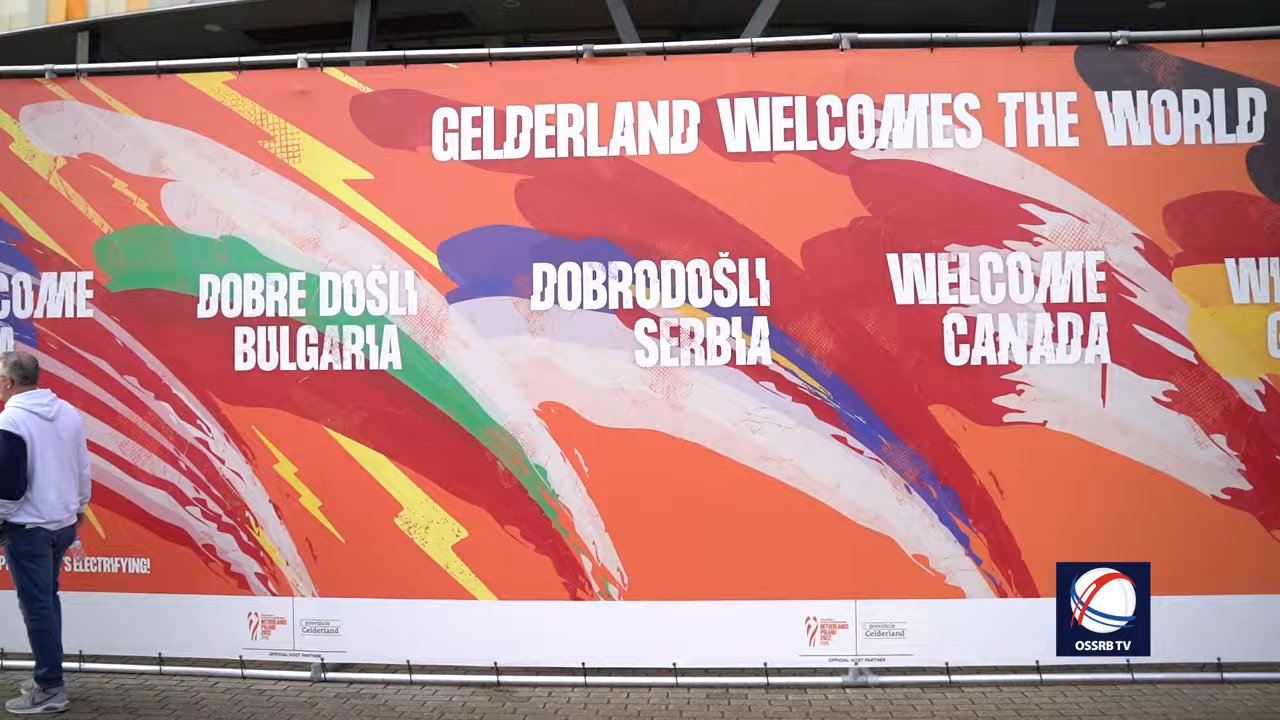 GELDERLAND WELCOMES THE WORLD
COME
A
DOBRE DOŠLI
BULGARIA
DOBRODOŠLI
SERBIA
WELCOME
CANADA
WE
S ELECTRIFYING!
NETHERLANDS
POLAND
2022
provincie
Gelderland
OFFICIAL HOST PARTNER
NETHERLANDS
POLAND
2022
provincie
Gelderland
OFFICIAL HOST PARTNER
OSSRB TV